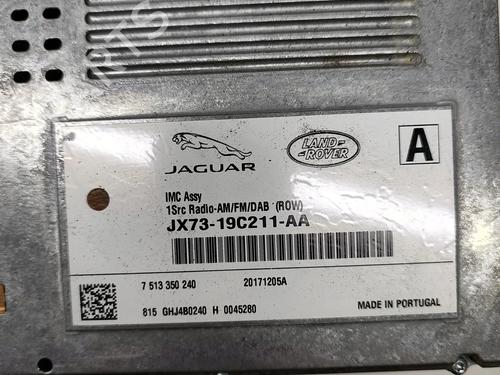 JAGUAR
LAND-
ROVER
A
IMC Assy
1Src Radio-AM/FM/DAB (ROW)
JX73-19C211-AA
7 513 350 240 20171205A
815 GHJ4B0240 H 0045280
MADE IN PORTUGAL